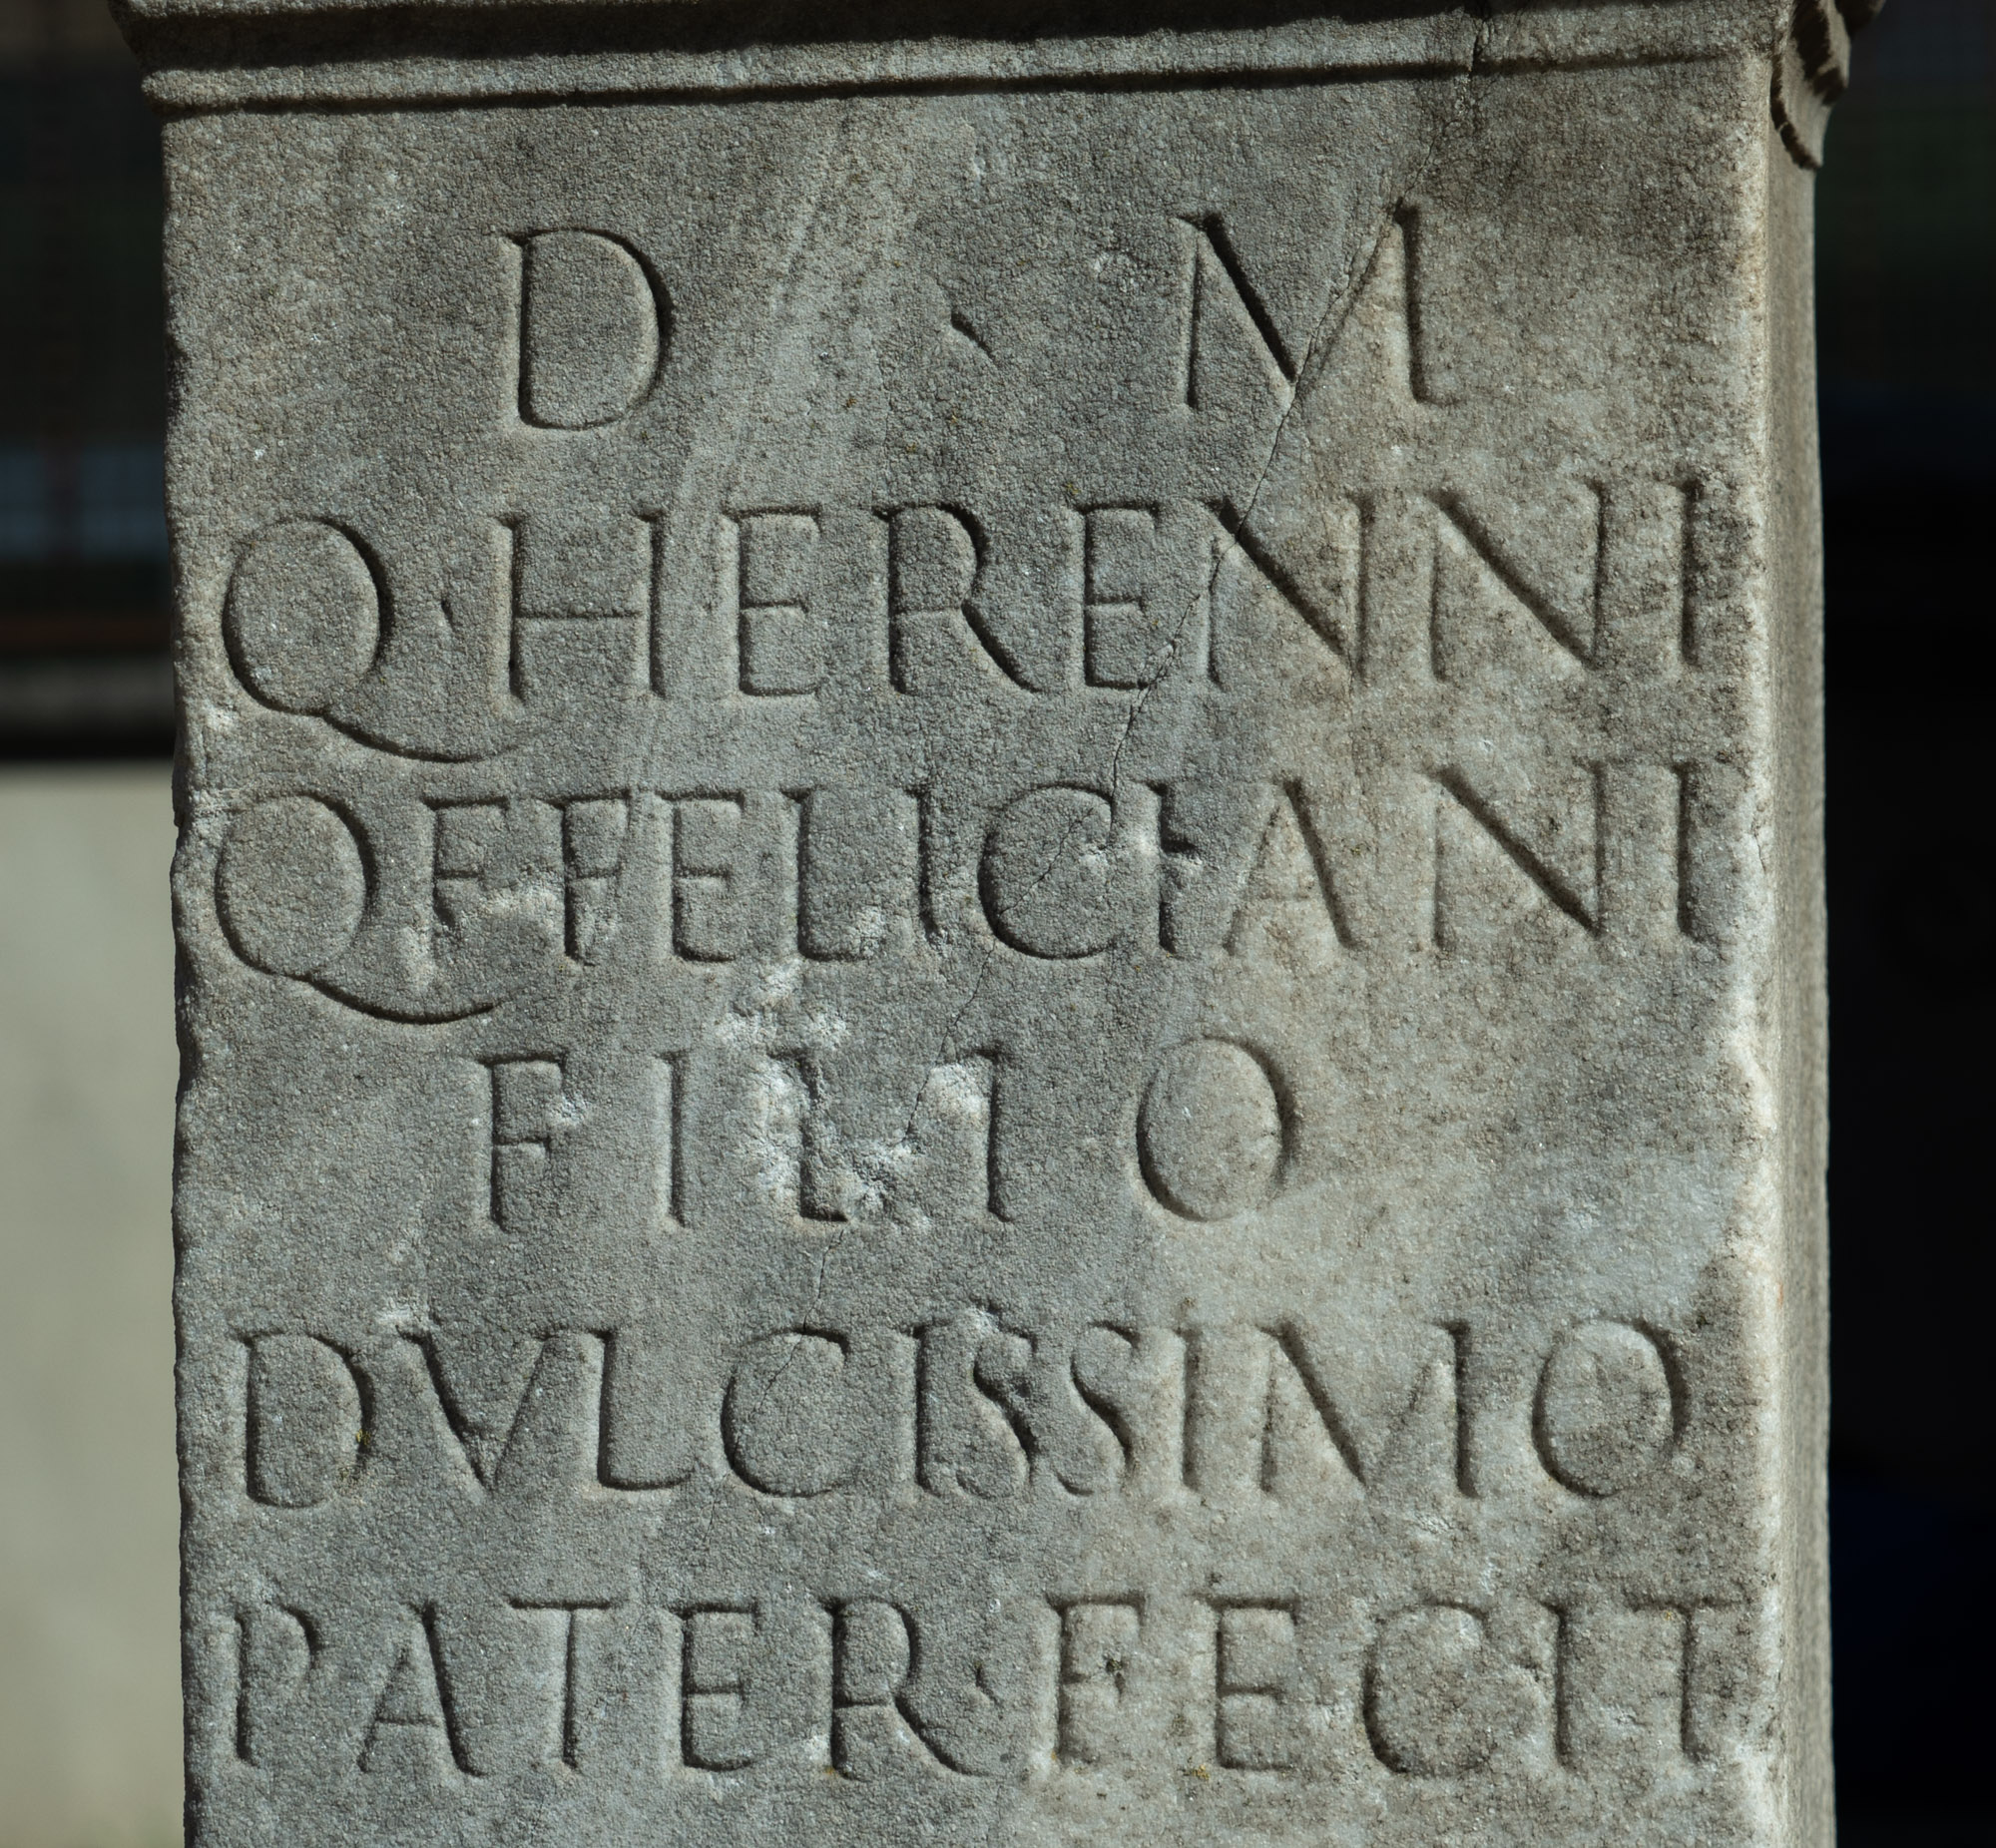 D · M
Q · HERENNI
Q F FELICIANI
FILIO
DVLCISSIMO
PATER · FECIT